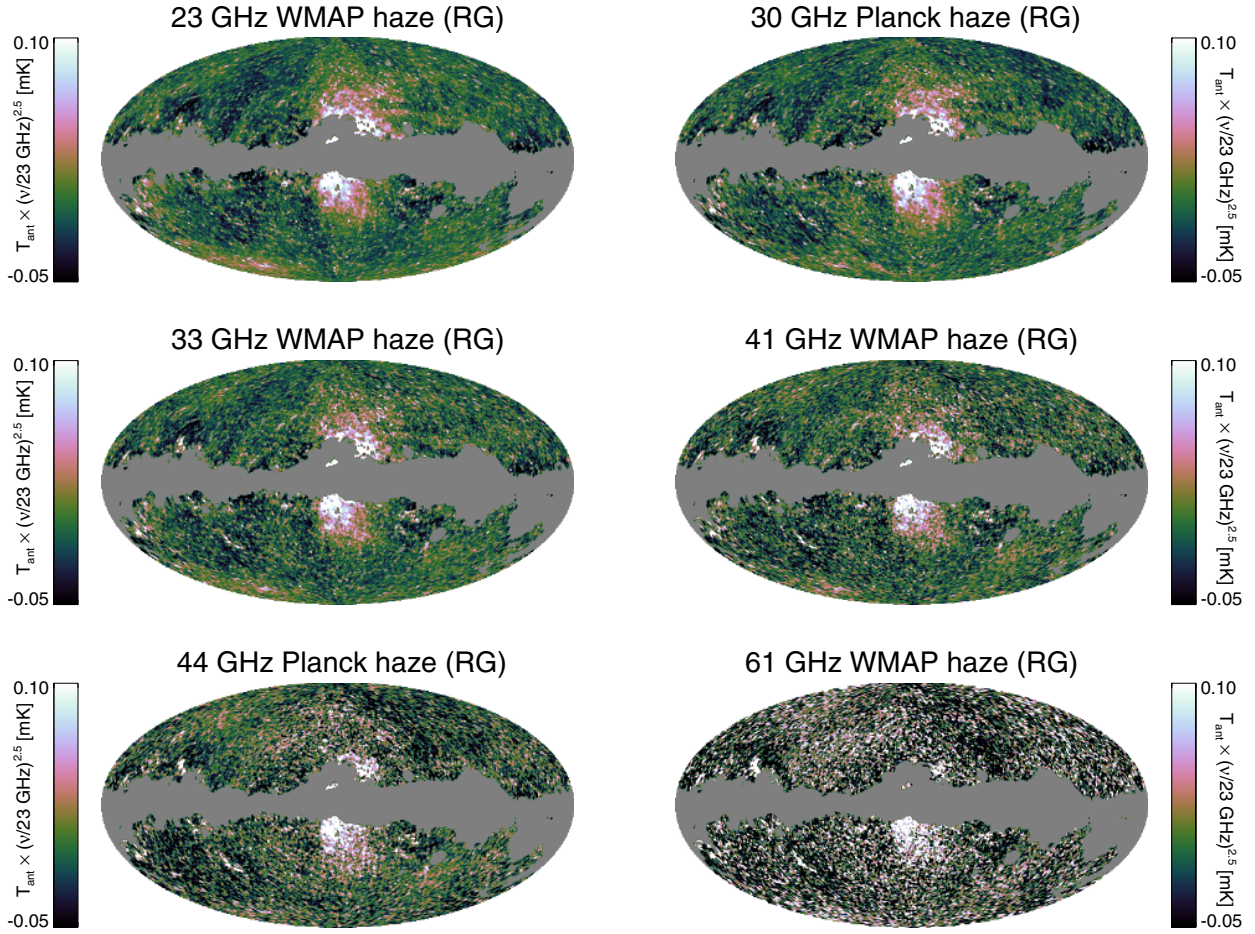 23 GHz WMAP haze (RG)
30 GHz Planck haze (RG)
0.10
T_ant × (ν/23 GHz)^2.5 [mK]
-0.05
0.10
T_ant × (ν/23 GHz)^2.5 [mK]
-0.05
33 GHz WMAP haze (RG)
41 GHz WMAP haze (RG)
0.10
T_ant × (ν/23 GHz)^2.5 [mK]
-0.05
0.10
T_ant × (ν/23 GHz)^2.5 [mK]
-0.05
44 GHz Planck haze (RG)
61 GHz WMAP haze (RG)
0.10
T_ant × (ν/23 GHz)^2.5 [mK]
-0.05
0.10
T_ant × (ν/23 GHz)^2.5 [mK]
-0.05